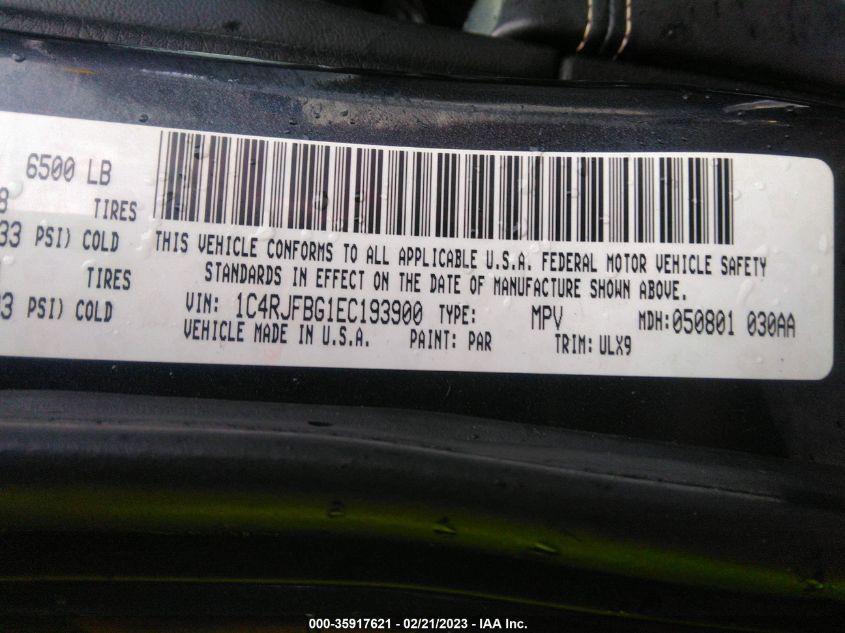 6500 LB
8 TIRES
33 PSI) COLD
TIRES
33 PSI) COLD
THIS VEHICLE CONFORMS TO ALL APPLICABLE U.S.A. FEDERAL MOTOR VEHICLE SAFETY
STANDARDS IN EFFECT ON THE DATE OF MANUFACTURE SHOWN ABOVE.
VIN: 1C4RJFBG1EC193900 TYPE: MPV MDH:050801 030AA
VEHICLE MADE IN U.S.A. PAINT: PAR TRIM:ULX9
000-35917621 - 02/21/2023 - IAA Inc.